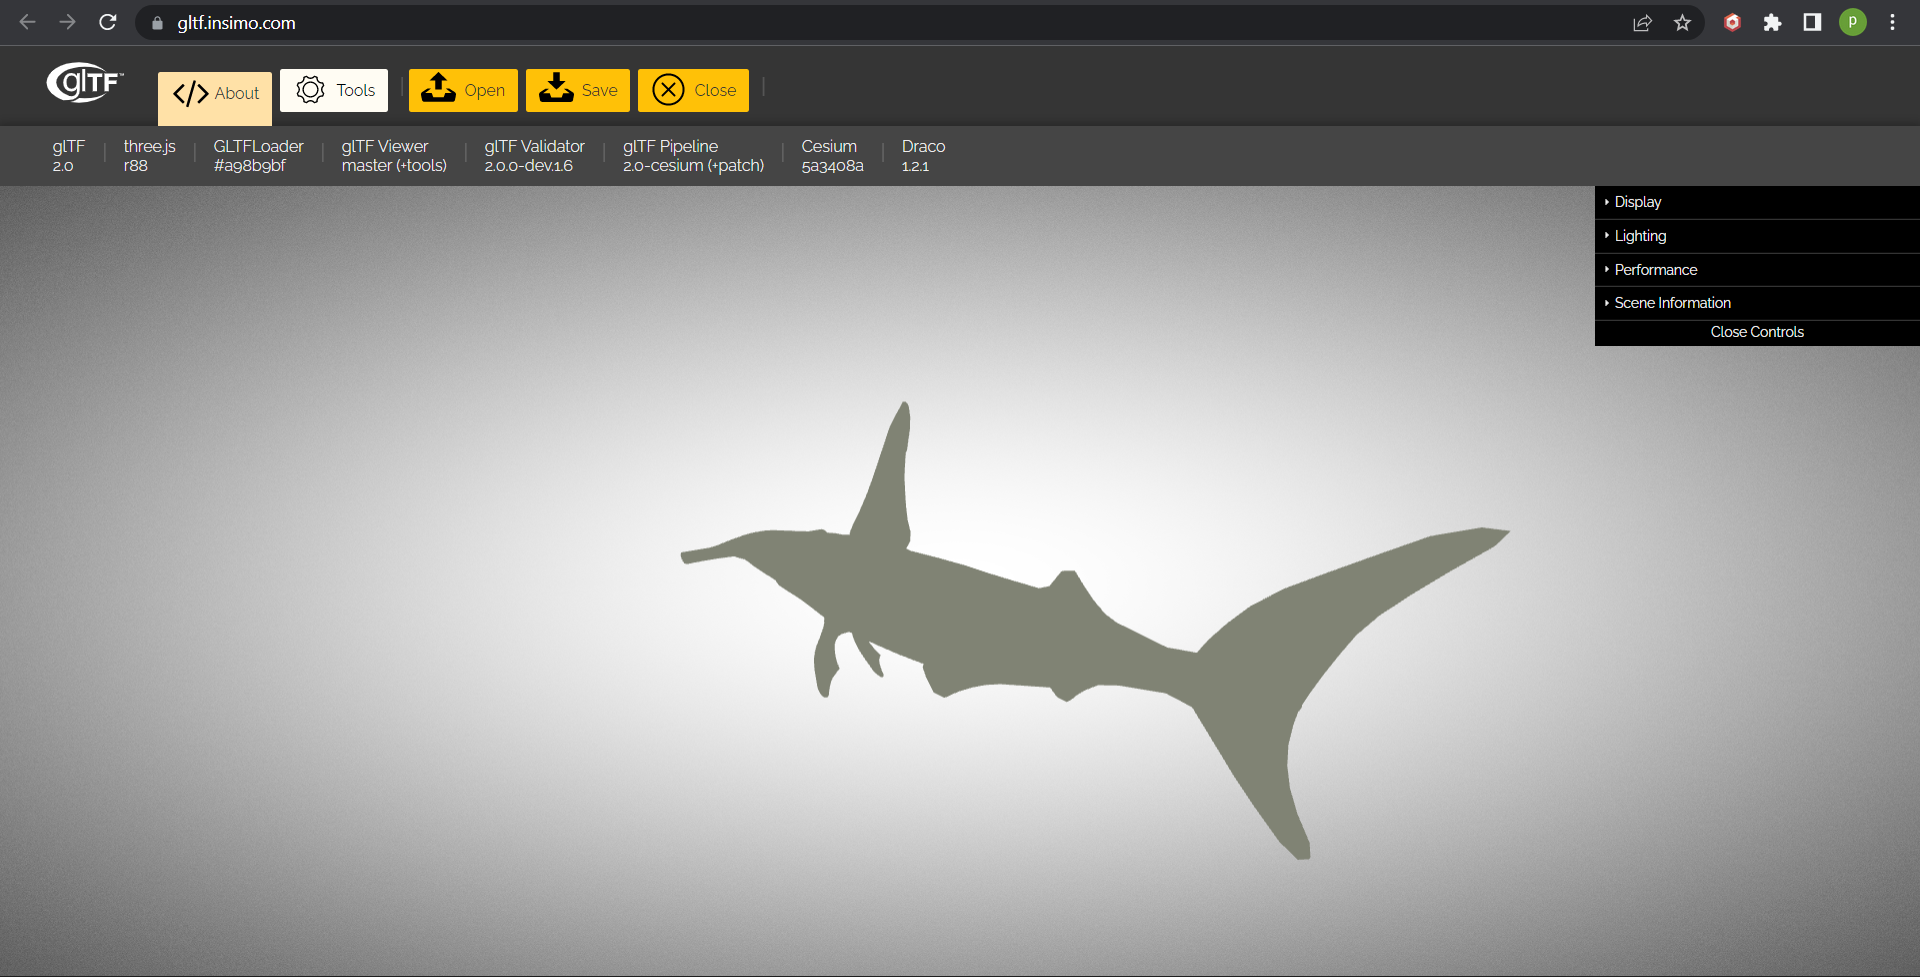 gltf.insimo.com
p
glTF™
About
Tools
Open
Save
Close
glTF
2.0
three.js
r88
GLTFLoader
#a98b9bf
glTF Viewer
master (+tools)
glTF Validator
2.0.0-dev.1.6
glTF Pipeline
2.0-cesium (+patch)
Cesium
5a3408a
Draco
1.2.1
Display
Lighting
Performance
Scene Information
Close Controls